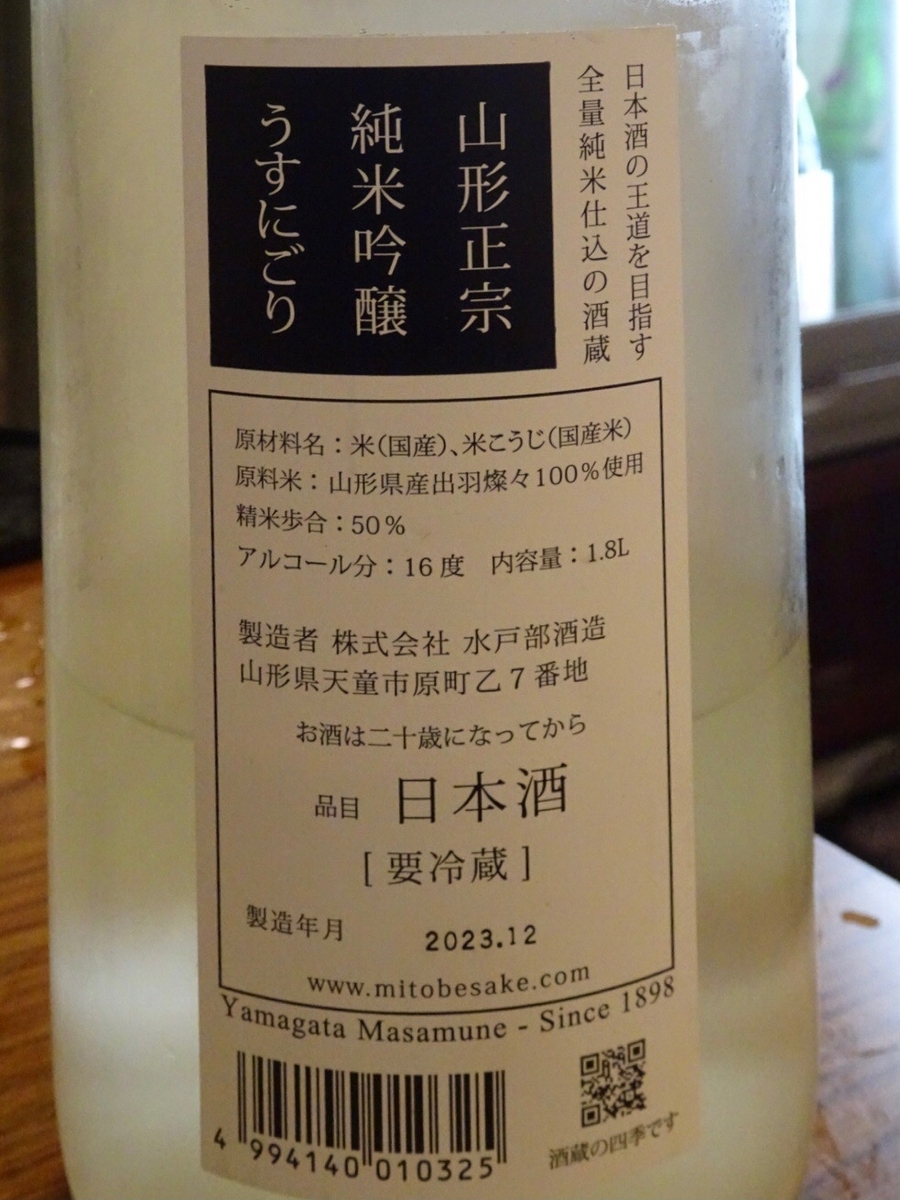 日本酒の王道を目指す
全量純米仕込の酒蔵
山形正宗
純米吟醸
うすにごり
原材料名：米（国産）、米こうじ（国産米）
原料米：山形県産出羽燦々100％使用
精米歩合：50％
アルコール分：16度　内容量：1.8L
製造者 株式会社 水戸部酒造
山形県天童市原町乙7番地
お酒は二十歳になってから
品目 日本酒
[要冷蔵]
製造年月 2023.12
www.mitobesake.com
Yamagata Masamune - Since 1898
4 994140 010325
酒蔵の四季です